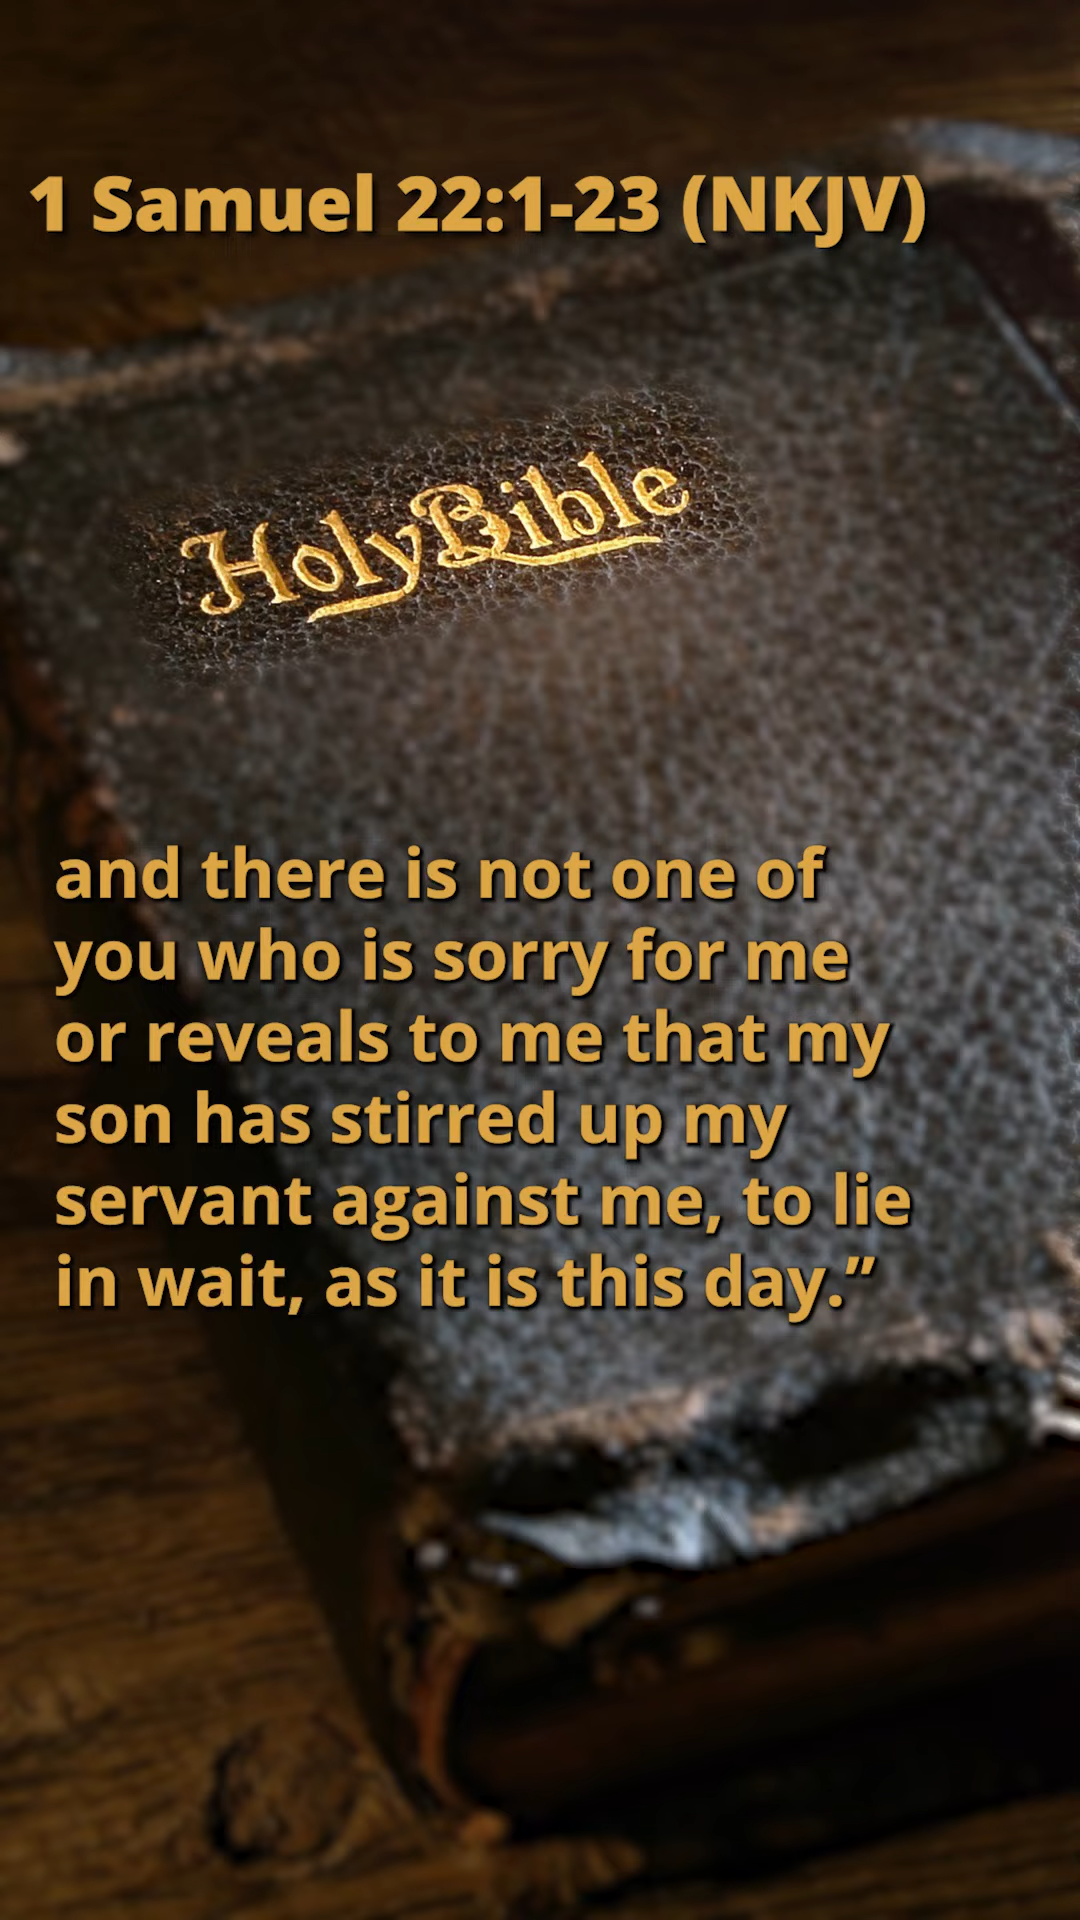 1 Samuel 22:1-23 (NKJV)
Holy Bible
and there is not one of
you who is sorry for me
or reveals to me that my
son has stirred up my
servant against me, to lie
in wait, as it is this day.”